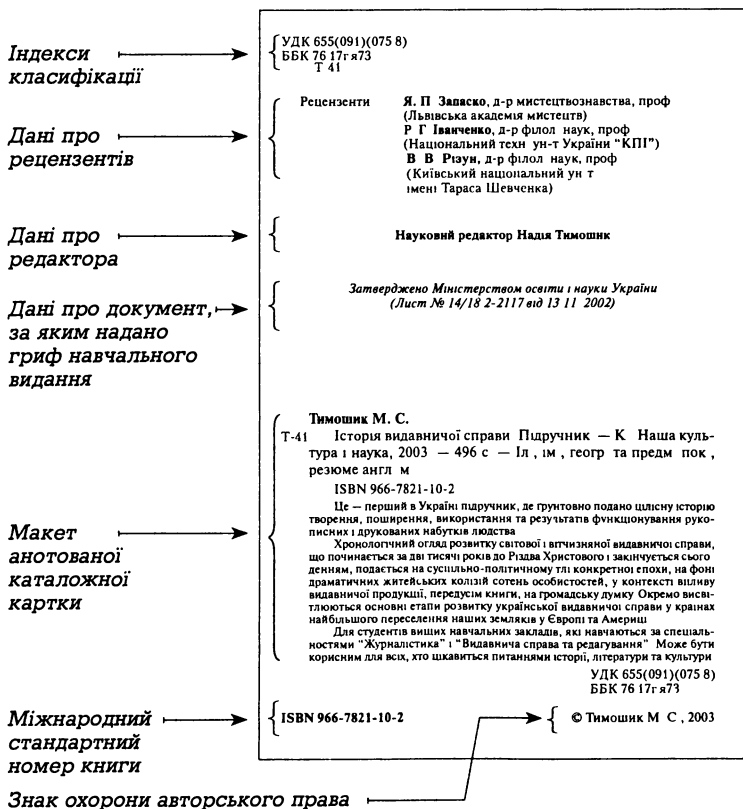 Індекси
класифікації
УДК 655(091)(075 8)
ББК 76 17гя73
Т 41
Дані про
рецензентів
Рецензенти Я. П Запаско, д-р мистецтвознавства, проф
(Львівська академія мистецтв)
Р Г Іванченко, д-р філол наук, проф
(Національний техн ун-т України “КПІ”)
В В Різун, д-р філол наук, проф
(Київський національний ун т
імені Тараса Шевченка)
Дані про
редактора
Науковий редактор Надія Тимошик
Дані про документ,
за яким надано
гриф навчального
видання
Затверджено Міністерством освіти і науки України
(Лист № 14/18 2-2117 від 13 11 2002)
Макет
анотованої
каталожної
картки
Тимошик М. С.
Т-41 Історія видавничої справи Підручник — К Наша куль-
тура і наука, 2003 — 496 с — Іл , ім , геогр та предм пок ,
резюме англ м
ISBN 966-7821-10-2
Це — перший в Україні підручник, де ґрунтовно подано цілісну історію
творення, поширення, використання та результатів функціонування руко-
писних і друкованих набутків людства
Хронологічний огляд розвитку світової і вітчизняної видавничої справи,
що починається за дві тисячі років до Різдва Христового і закінчується сього
денням, подається на суспільно-політичному тлі конкретної епохи, на фоні
драматичних житейських колізій сотень особистостей, у контексті впливу
видавничої продукції, передусім книги, на громадську думку Окремо висві-
тлюються основні етапи розвитку української видавничої справи у країнах
найбільшого переселення наших земляків у Європі та Америці
Для студентів вищих навчальних закладів, які навчаються за спеціаль-
ностями “Журналістика” і “Видавнича справа та редагування” Може бути
корисним для всіх, хто цікавиться питаннями історії, літератури та культури
УДК 655(091)(075 8)
ББК 76 17гя73
Міжнародний
стандартний
номер книги
ISBN 966-7821-10-2
© Тимошик М С , 2003
Знак охорони авторського права